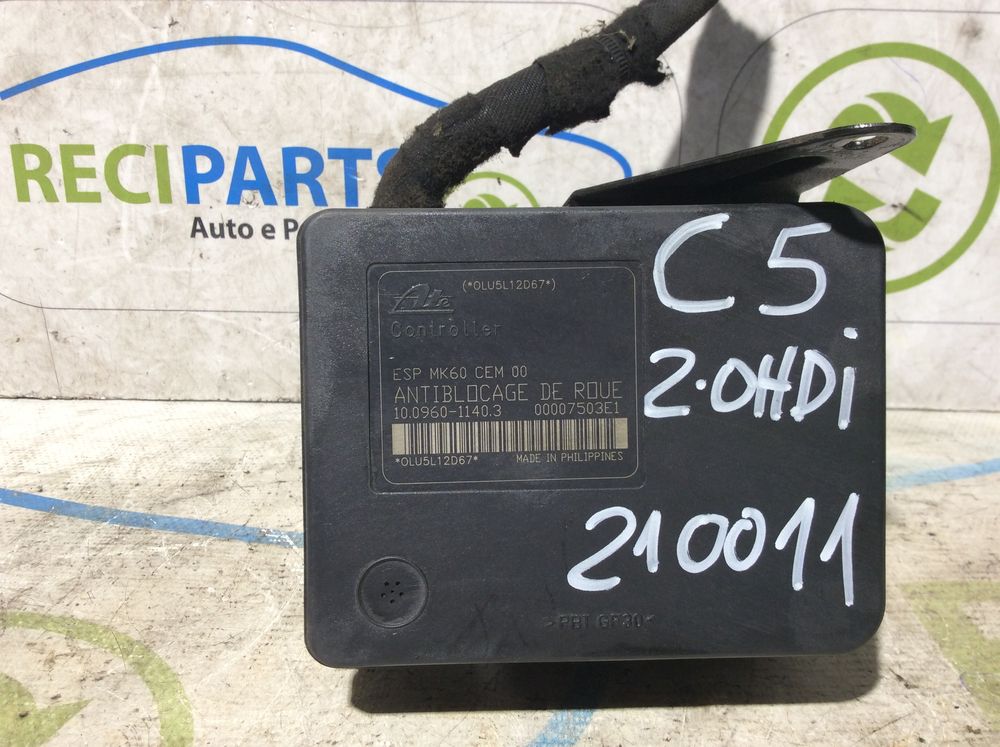 RECIPARTS
Auto e P
(*OLU5L12D67*)
Ate
Controller
ESP MK60 CEM 00
ANTIBLOCAGE DE ROUE
10.0960-1140.3 00007503E1
*OLU5L12D67* MADE IN PHILIPPINES
C5
2.0HDi
210011
>PBT GF30<